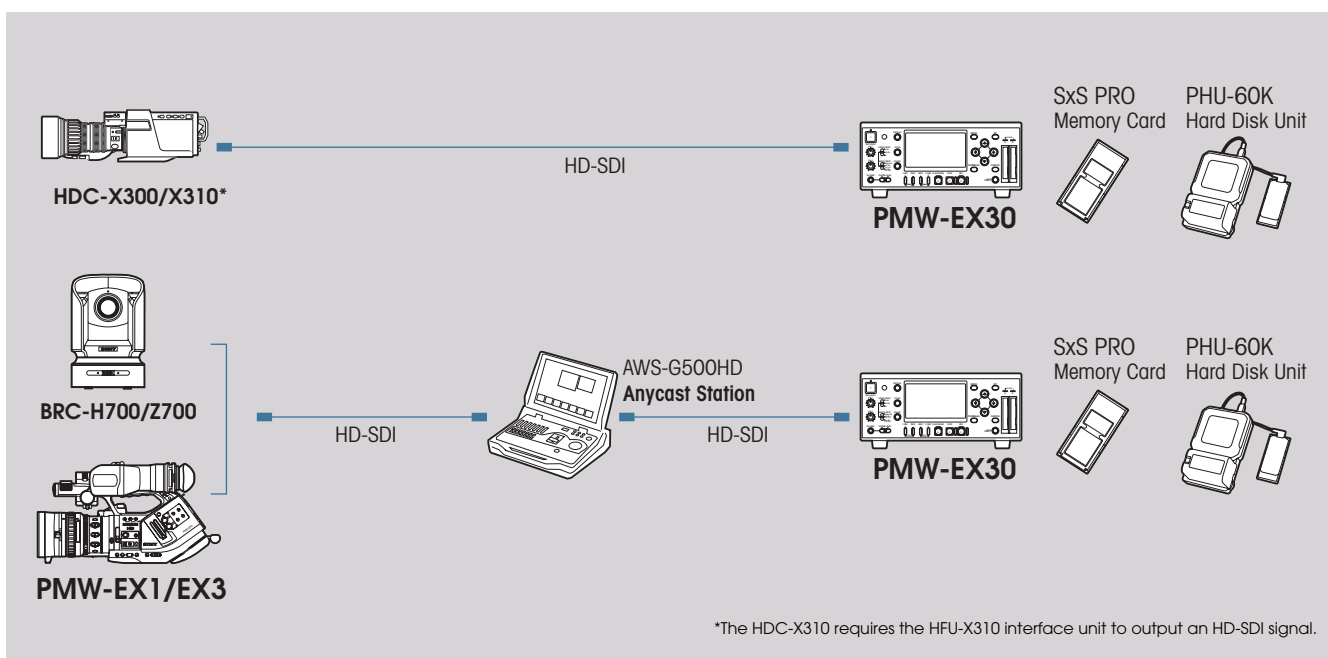 HDC-X300/X310*
HD-SDI
PMW-EX30
SxS PRO
Memory Card
PHU-60K
Hard Disk Unit
BRC-H700/Z700
PMW-EX1/EX3
HD-SDI
AWS-G500HD
Anycast Station
HD-SDI
PMW-EX30
SxS PRO
Memory Card
PHU-60K
Hard Disk Unit
SONY
SONY
*The HDC-X310 requires the HFU-X310 interface unit to output an HD-SDI signal.